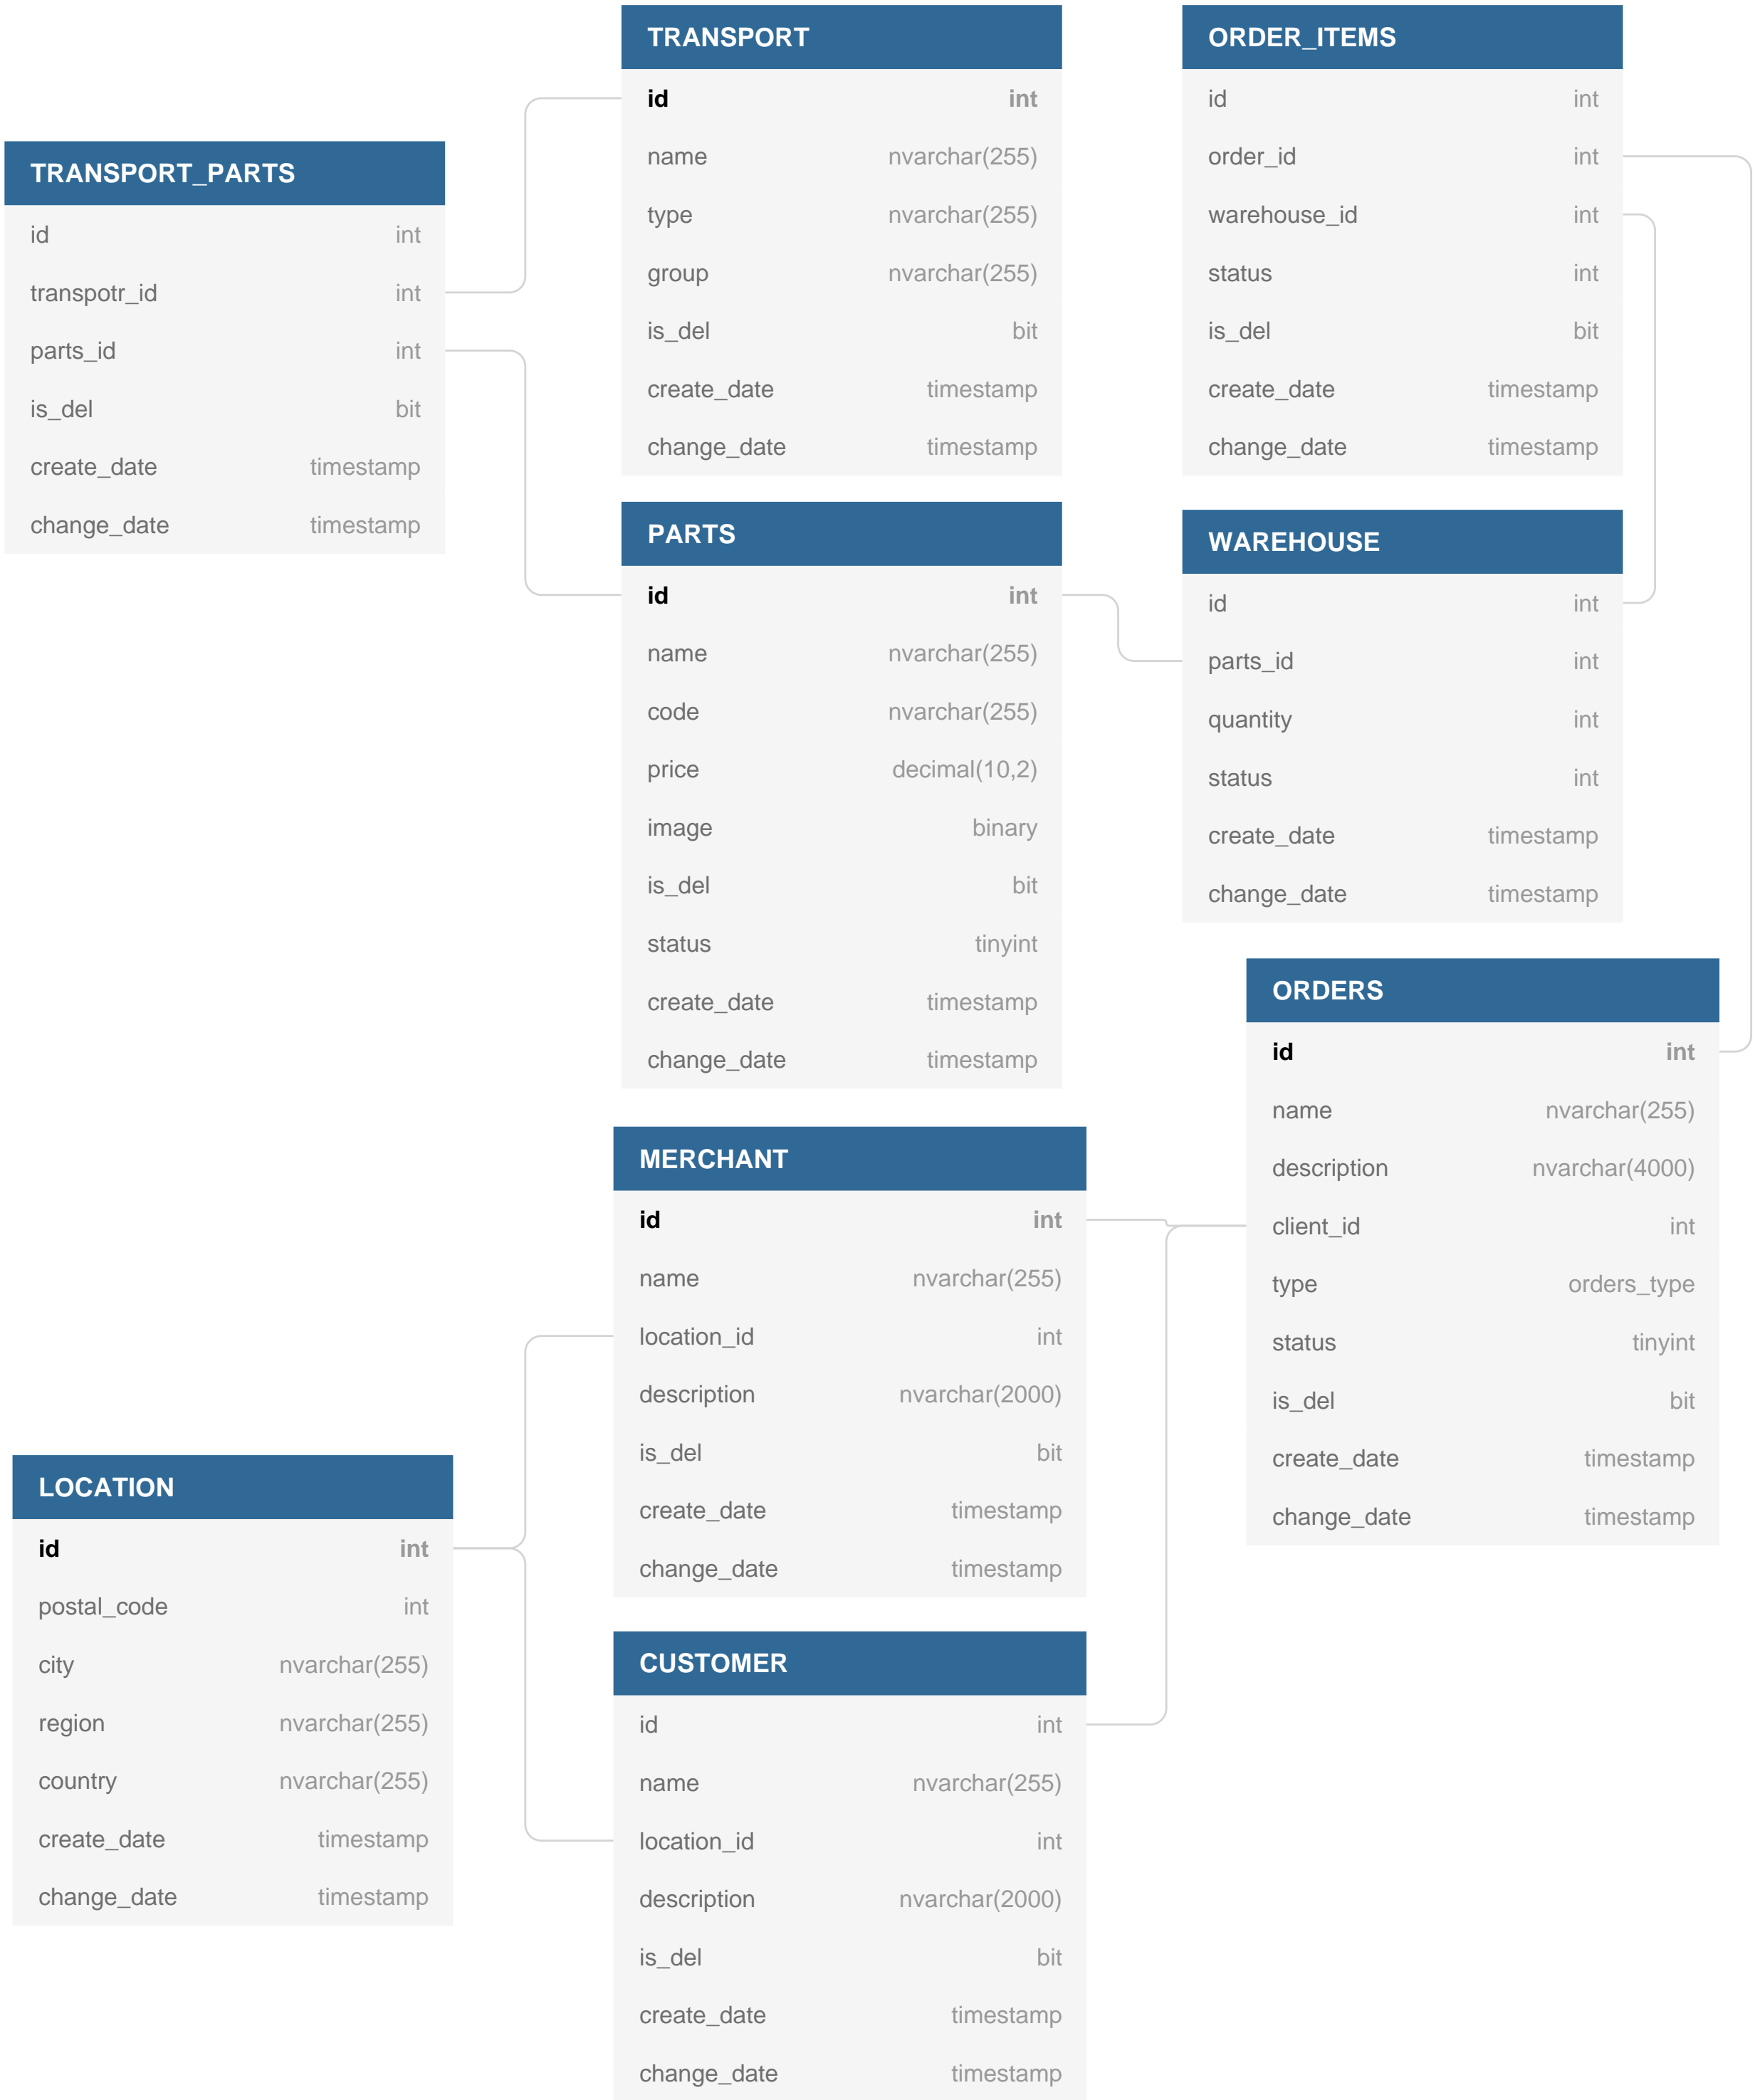 TRANSPORT_PARTS
id int
transpotr_id int
parts_id int
is_del bit
create_date timestamp
change_date timestamp
TRANSPORT
id int
name nvarchar(255)
type nvarchar(255)
group nvarchar(255)
is_del bit
create_date timestamp
change_date timestamp
ORDER_ITEMS
id int
order_id int
warehouse_id int
status int
is_del bit
create_date timestamp
change_date timestamp
PARTS
id int
name nvarchar(255)
code nvarchar(255)
price decimal(10,2)
image binary
is_del bit
status tinyint
create_date timestamp
change_date timestamp
WAREHOUSE
id int
parts_id int
quantity int
status int
create_date timestamp
change_date timestamp
ORDERS
id int
name nvarchar(255)
description nvarchar(4000)
client_id int
type orders_type
status tinyint
is_del bit
create_date timestamp
change_date timestamp
MERCHANT
id int
name nvarchar(255)
location_id int
description nvarchar(2000)
is_del bit
create_date timestamp
change_date timestamp
LOCATION
id int
postal_code int
city nvarchar(255)
region nvarchar(255)
country nvarchar(255)
create_date timestamp
change_date timestamp
CUSTOMER
id int
name nvarchar(255)
location_id int
description nvarchar(2000)
is_del bit
create_date timestamp
change_date timestamp